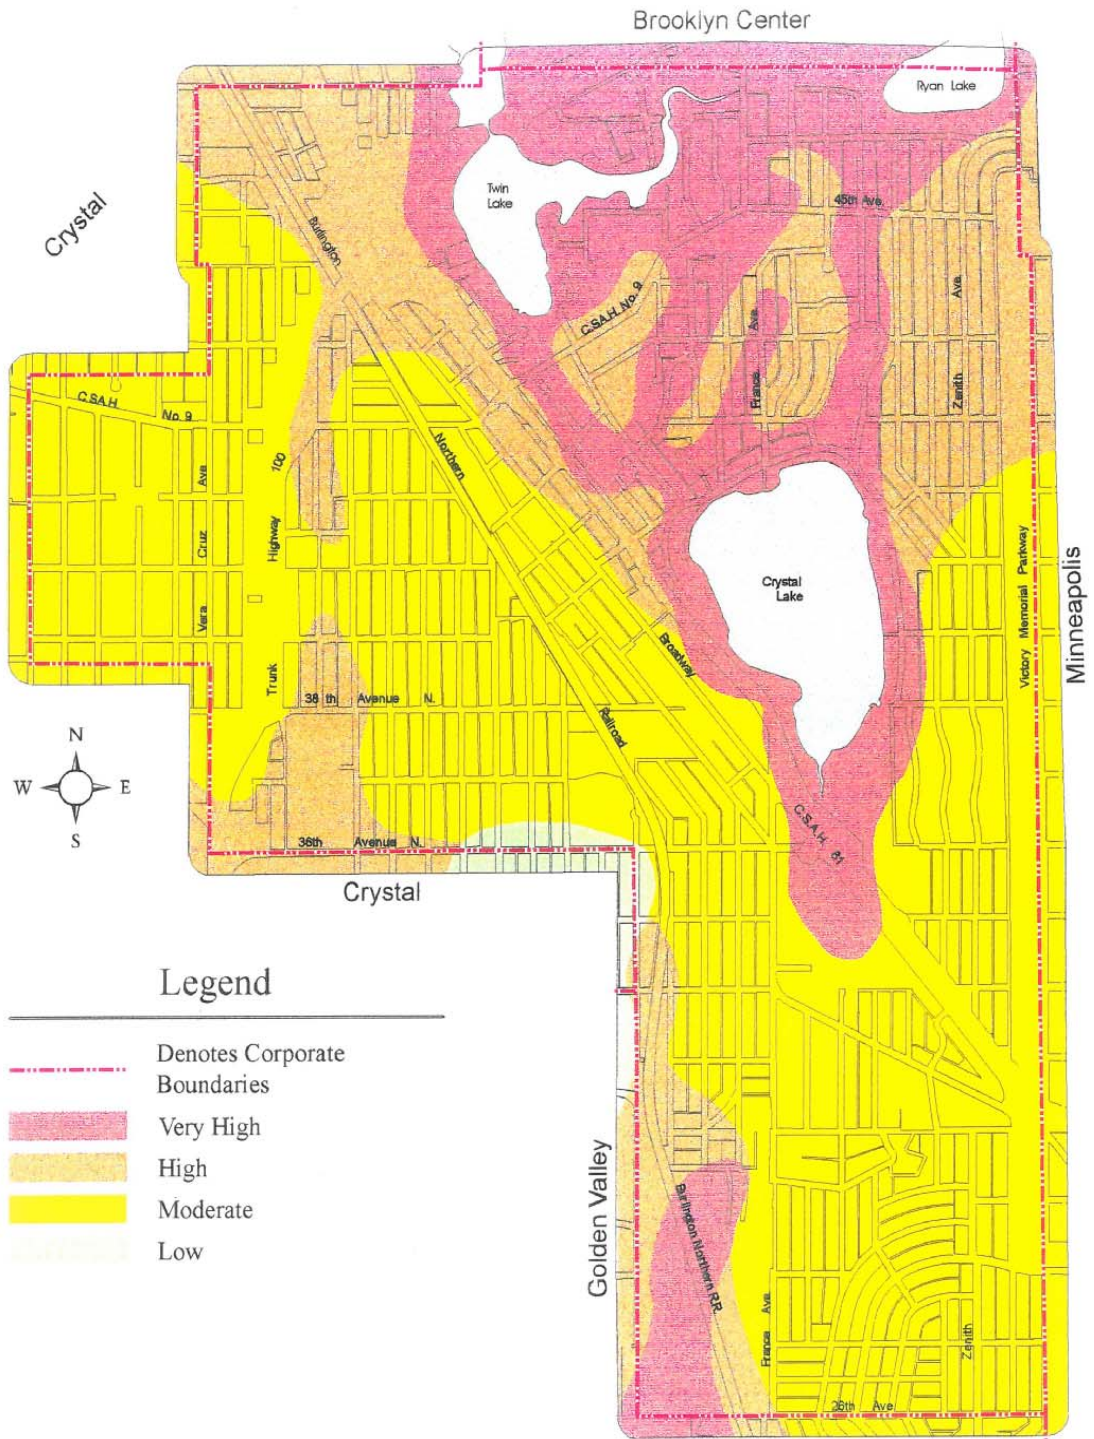 Brooklyn Center
Ryan Lake
Crystal
Twin
Lake
45th Ave.
Burlington
C.S.A.H. No. 9
Ave.
France
Ave.
Zenith
C.S.A.H. No. 9
Northern
100
Highway
Trunk
Ave
Cruz
Vera
Victory Memorial Parkway
Minneapolis
Crystal
Lake
Broadway
Railroad
38 th Avenue N.
N
W E
S
C.S.A.H. 81
36th Avenue N.
Crystal
Legend
Denotes Corporate
Boundaries
Very High
High
Moderate
Low
Golden Valley
Burlington Northern R.R.
France Ave.
Zenith
26th Ave